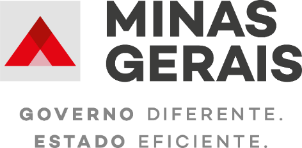 MINAS
GERAIS
GOVERNO DIFERENTE.
ESTADO EFICIENTE.